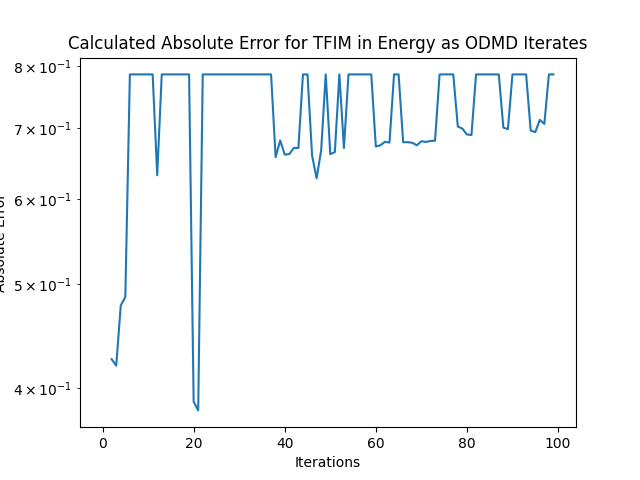 Calculated Absolute Error for TFIM in Energy as ODMD Iterates
8 × 10⁻¹
7 × 10⁻¹
6 × 10⁻¹
5 × 10⁻¹
4 × 10⁻¹
Absolute Error
0 20 40 60 80 100
Iterations